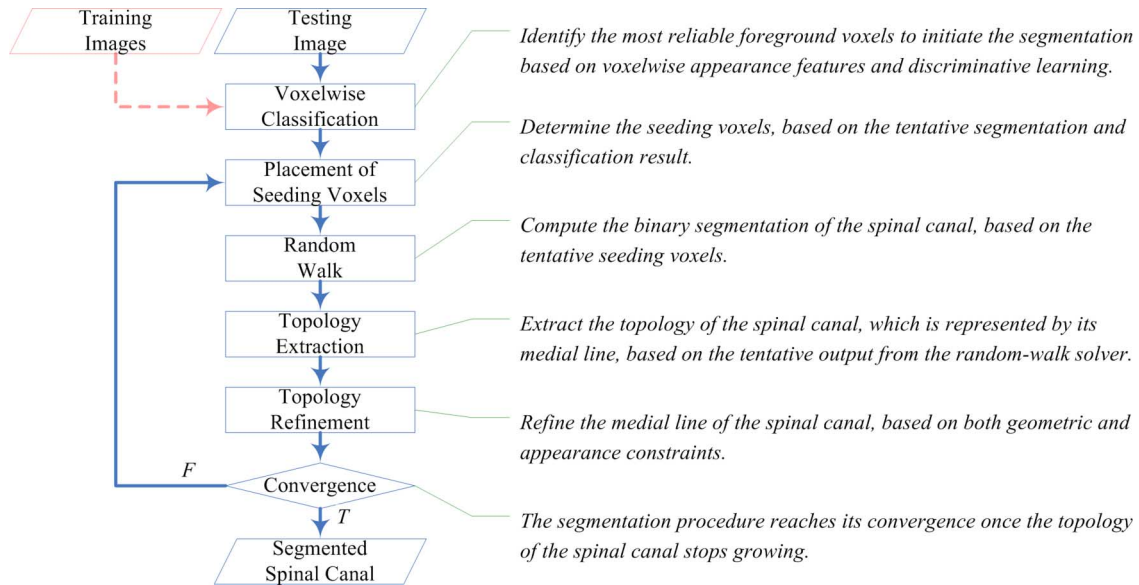 Training
Images
Testing
Image
Identify the most reliable foreground voxels to initiate the segmentation
based on voxelwise appearance features and discriminative learning.
Voxelwise
Classification
Determine the seeding voxels, based on the tentative segmentation and
classification result.
Placement of
Seeding Voxels
Compute the binary segmentation of the spinal canal, based on the
tentative seeding voxels.
Random
Walk
Extract the topology of the spinal canal, which is represented by its
medial line, based on the tentative output from the random-walk solver.
Topology
Extraction
Refine the medial line of the spinal canal, based on both geometric and
appearance constraints.
Topology
Refinement
F
Convergence
T
The segmentation procedure reaches its convergence once the topology
of the spinal canal stops growing.
Segmented
Spinal Canal